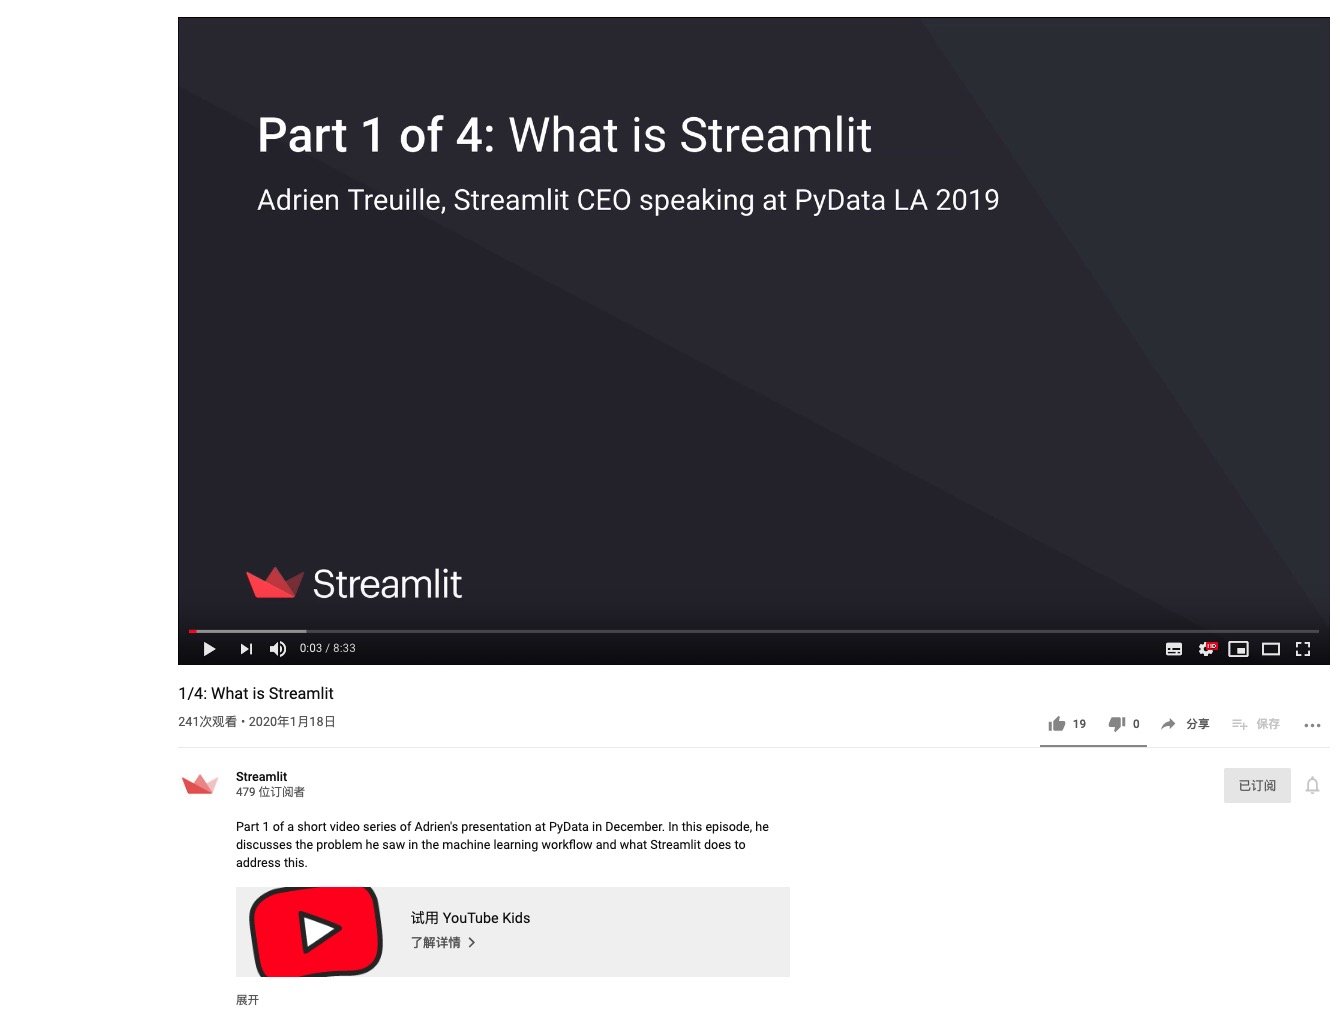 Part 1 of 4: What is Streamlit
Adrien Treuille, Streamlit CEO speaking at PyData LA 2019
Streamlit
0:03 / 8:33
HD
1/4: What is Streamlit
241次观看 • 2020年1月18日
19
0
分享
保存
Streamlit
479 位订阅者
已订阅
Part 1 of a short video series of Adrien's presentation at PyData in December. In this episode, he
discusses the problem he saw in the machine learning workflow and what Streamlit does to
address this.
试用 YouTube Kids
了解详情
展开